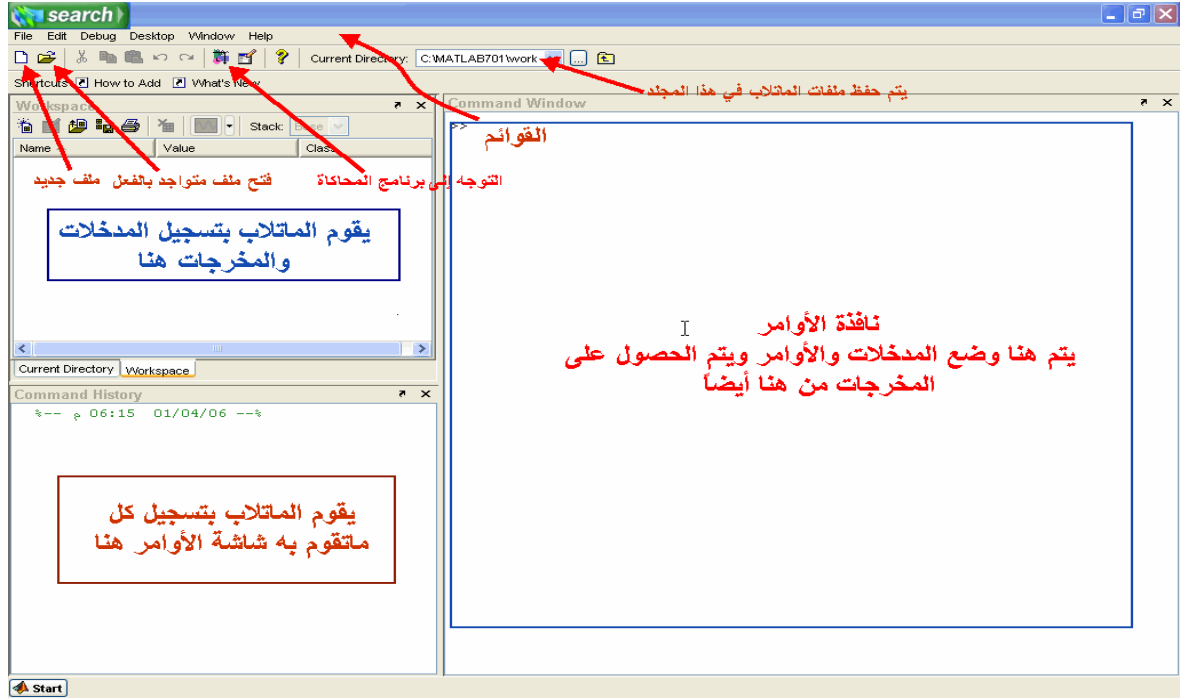 search
File Edit Debug Desktop Window Help
Current Directory: C:\MATLAB701\work
Shortcuts How to Add What's New
يتم حفظ ملفات الماتلاب في هذا المجلد
Workspace
Stack: Base
Name Value Class
ملف جديد
فتح ملف متواجد بالفعل
التوجه إلى برنامج المحاكاة
يقوم الماتلاب بتسجيل المدخلات
والمخرجات هنا
Current Directory Workspace
Command History
%-- م 06:15 01/04/06 --%
يقوم الماتلاب بتسجيل كل
ماتقوم به شاشة الأوامر هنا
Command Window
>>
القوائم
نافذة الأوامر
يتم هنا وضع المدخلات والأوامر ويتم الحصول على
المخرجات من هنا أيضاً
Start